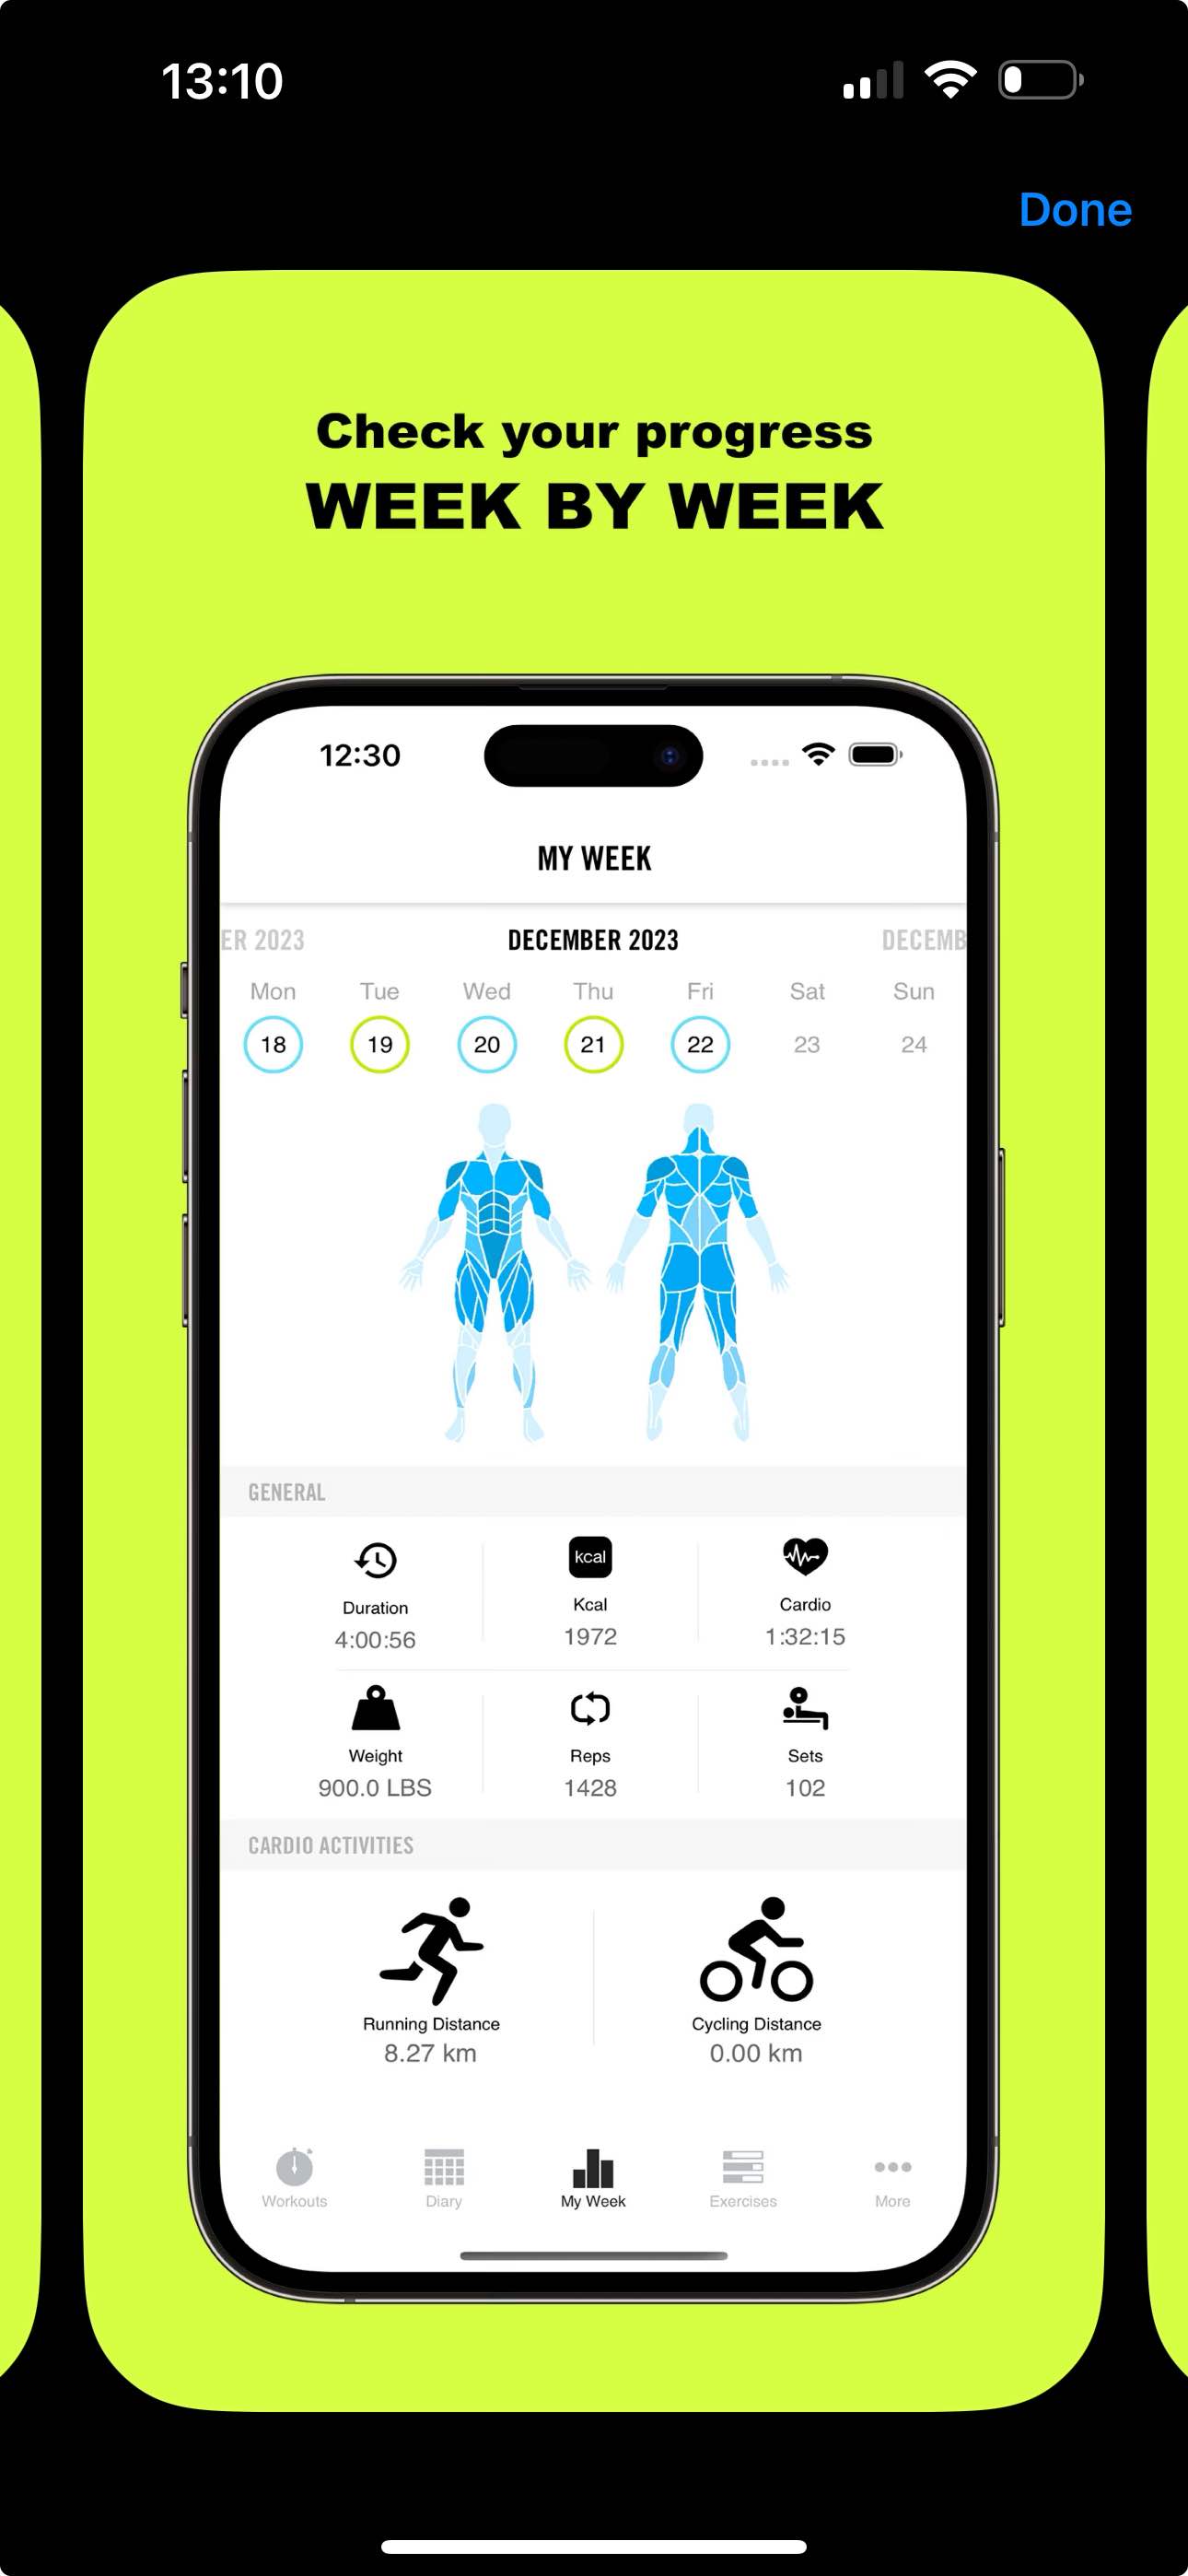 13:10
Done
Check your progress
WEEK BY WEEK
12:30
MY WEEK
ER 2023 DECEMBER 2023 DECEMB
Mon Tue Wed Thu Fri Sat Sun
18 19 20 21 22 23 24
GENERAL
kcal
Duration Kcal Cardio
4:00:56 1972 1:32:15
Weight Reps Sets
900.0 LBS 1428 102
CARDIO ACTIVITIES
Running Distance Cycling Distance
8.27 km 0.00 km
Workouts Diary My Week Exercises More